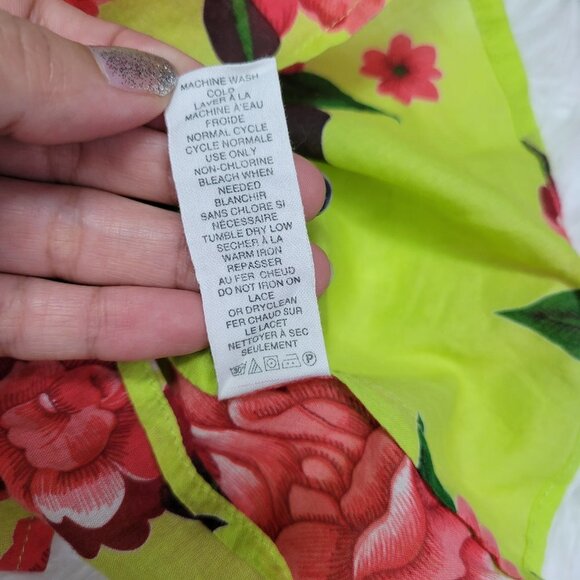 MACHINE WASH
COLD
LAVER À LA
MACHINE À'EAU
FROIDE
NORMAL CYCLE
CYCLE NORMALE
USE ONLY
NON-CHLORINE
BLEACH WHEN
NEEDED
BLANCHIR
SANS CHLORE SI
NÉCESSAIRE
TUMBLE DRY LOW
SECHER À LA
WARM IRON
REPASSER
AU FER CHEUD
DO NOT IRON ON
LACE
OR DRYCLEAN
FER CHAUD SUR
LE LACET
NETTOYER À SEC
SEULEMENT
P